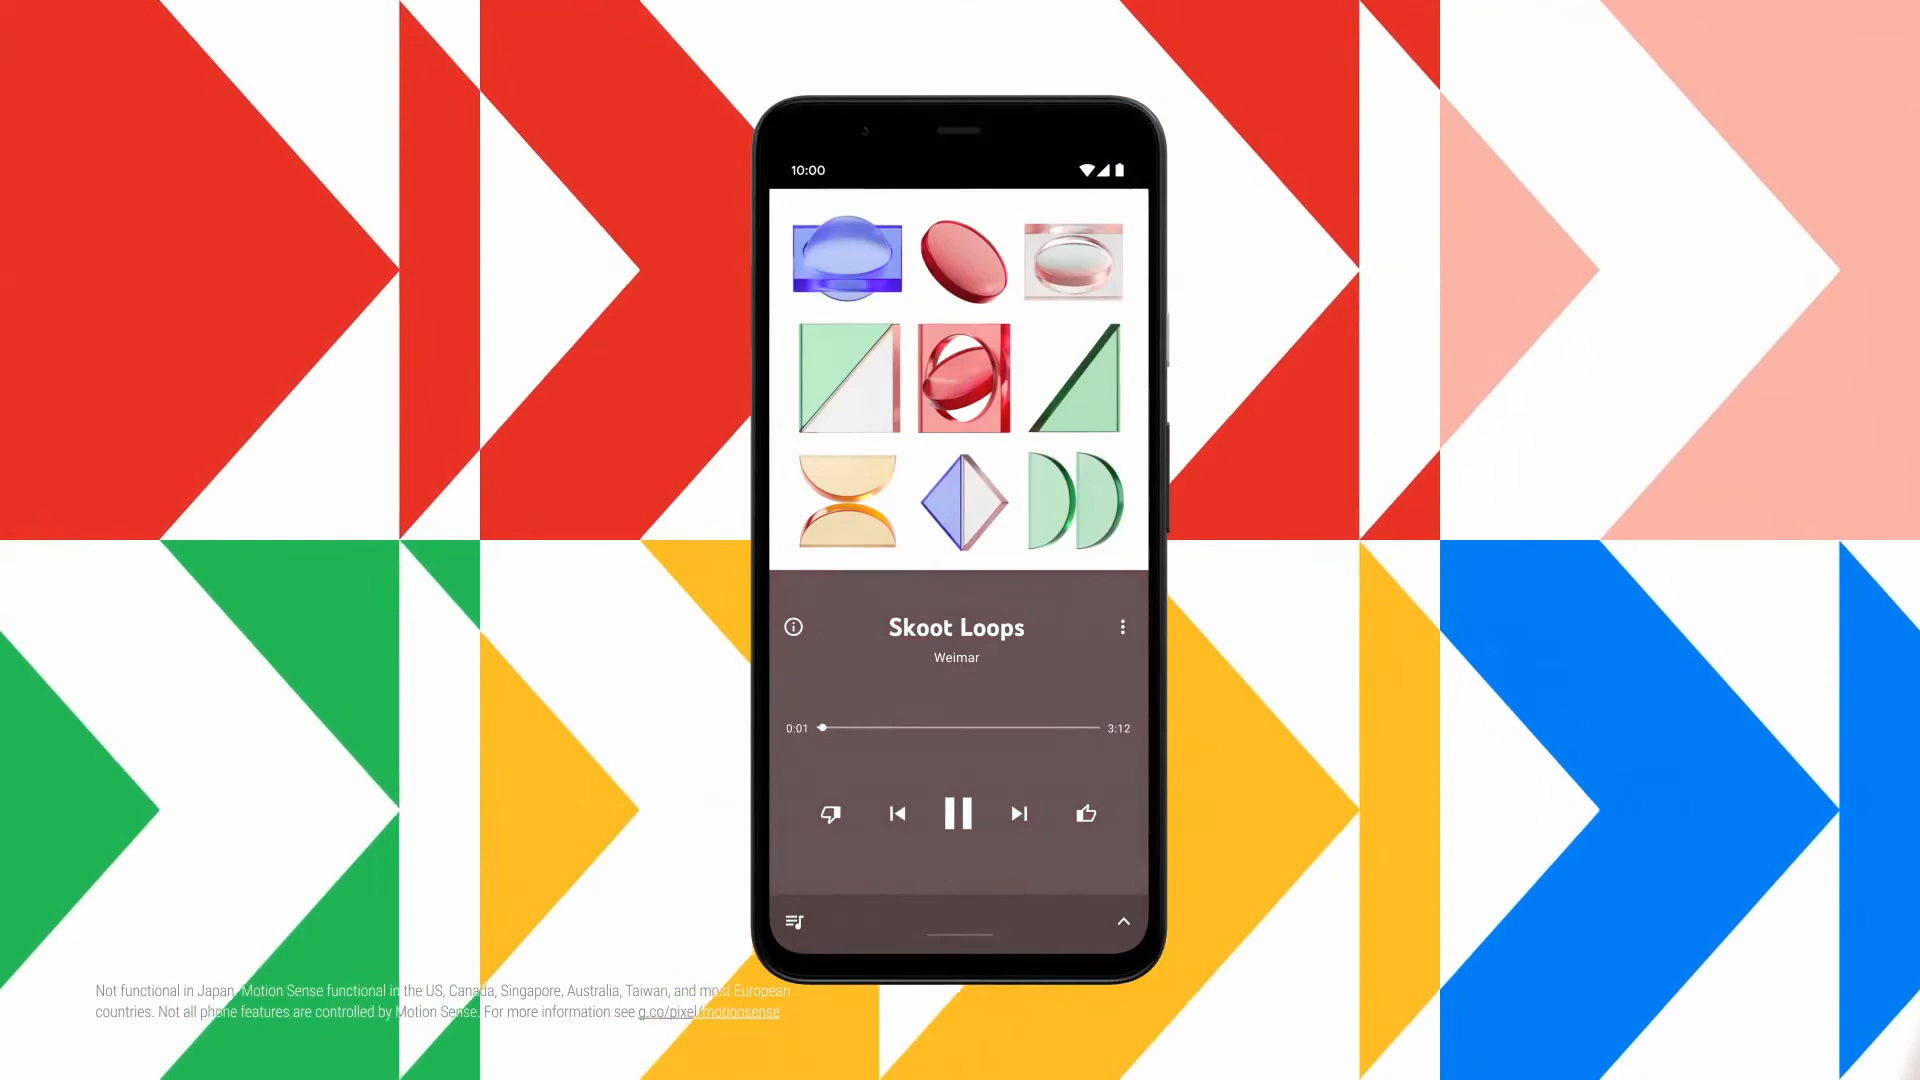 10:00
Skoot Loops
Weimar
0:01
3:12
Not functional in Japan. Motion Sense functional in the US, Canada, Singapore, Australia, Taiwan, and most European
countries. Not all phone features are controlled by Motion Sense. For more information see g.co/pixel/motionsense